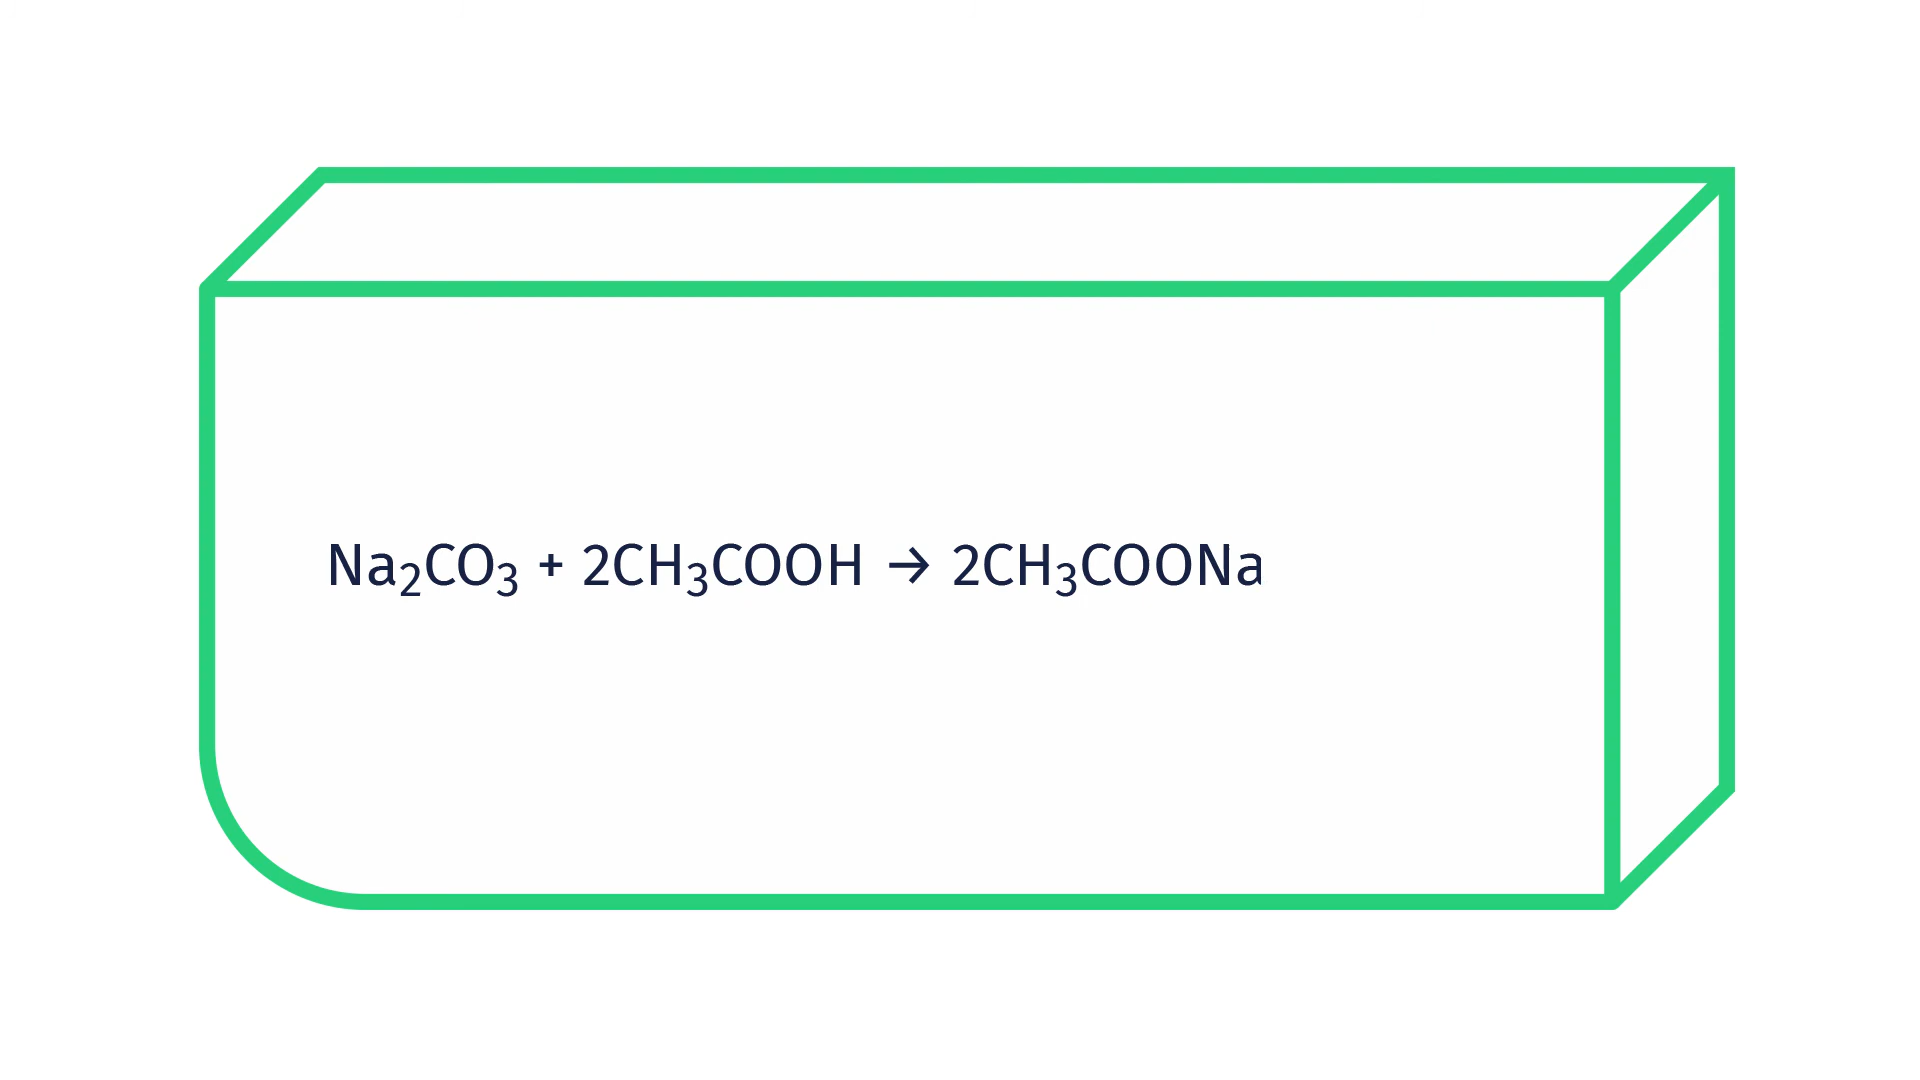 Na₂CO₃ + 2CH₃COOH → 2CH₃COONa